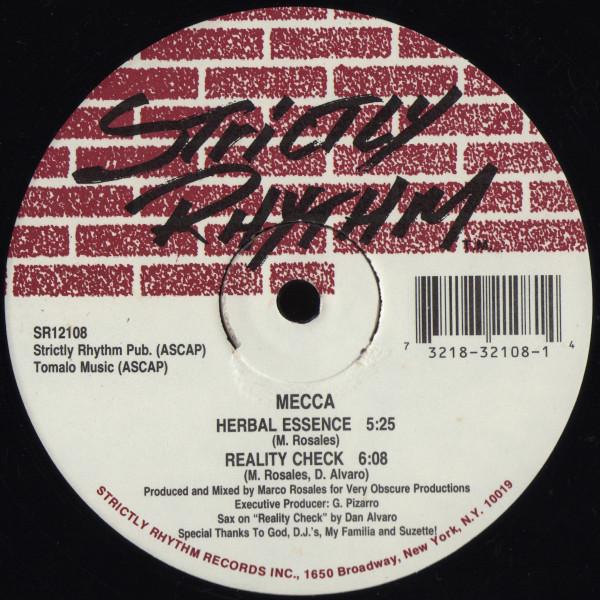 Strictly
Rhythm
T.M.
SR12108
Strictly Rhythm Pub. (ASCAP)
Tomalo Music (ASCAP)
7 3218-32108-1 4
MECCA
HERBAL ESSENCE 5:25
(M. Rosales)
REALITY CHECK 6:08
(M. Rosales, D. Alvaro)
Produced and Mixed by Marco Rosales for Very Obscure Productions
Executive Producer: G. Pizarro
Sax on "Reality Check" by Dan Alvaro
Special Thanks To God, D.J.'s, My Familia and Suzette!
STRICTLY RHYTHM RECORDS INC., 1650 Broadway, New York, N.Y. 10019